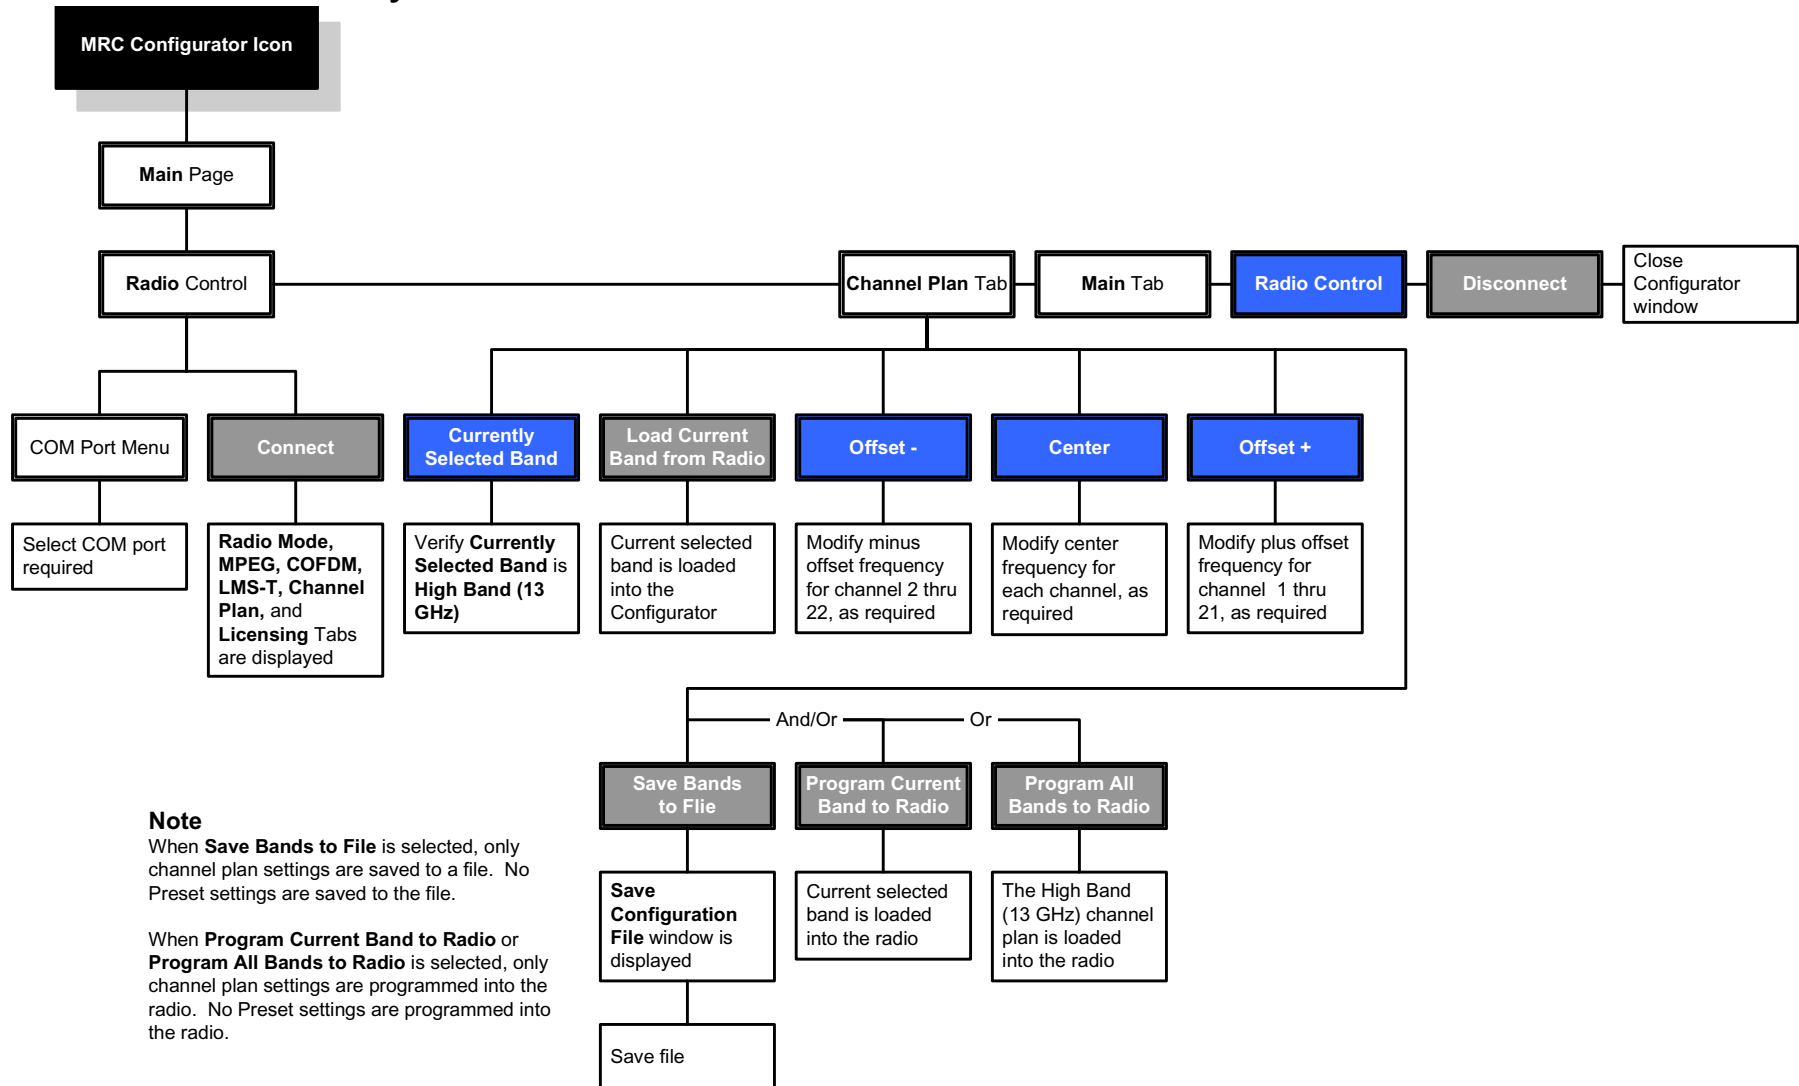 MRC Configurator Icon
Main Page
Radio Control
Channel Plan Tab
Main Tab
Radio Control
Disconnect
Close
Configurator
window
COM Port Menu
Connect
Currently
Selected Band
Load Current
Band from Radio
Offset -
Center
Offset +
Select COM port
required
Radio Mode,
MPEG, COFDM,
LMS-T, Channel
Plan, and
Licensing Tabs
are displayed
Verify Currently
Selected Band is
High Band (13
GHz)
Current selected
band is loaded
into the
Configurator
Modify minus
offset frequency
for channel 2 thru
22, as required
Modify center
frequency for
each channel, as
required
Modify plus offset
frequency for
channel  1 thru
21, as required
And/Or
Or
Save Bands
to Flie
Program Current
Band to Radio
Program All
Bands to Radio
Save
Configuration
File window is
displayed
Current selected
band is loaded
into the radio
The High Band
(13 GHz) channel
plan is loaded
into the radio
Save file
Note
When Save Bands to File is selected, only
channel plan settings are saved to a file.  No
Preset settings are saved to the file.
When Program Current Band to Radio or
Program All Bands to Radio is selected, only
channel plan settings are programmed into the
radio.  No Preset settings are programmed into
the radio.